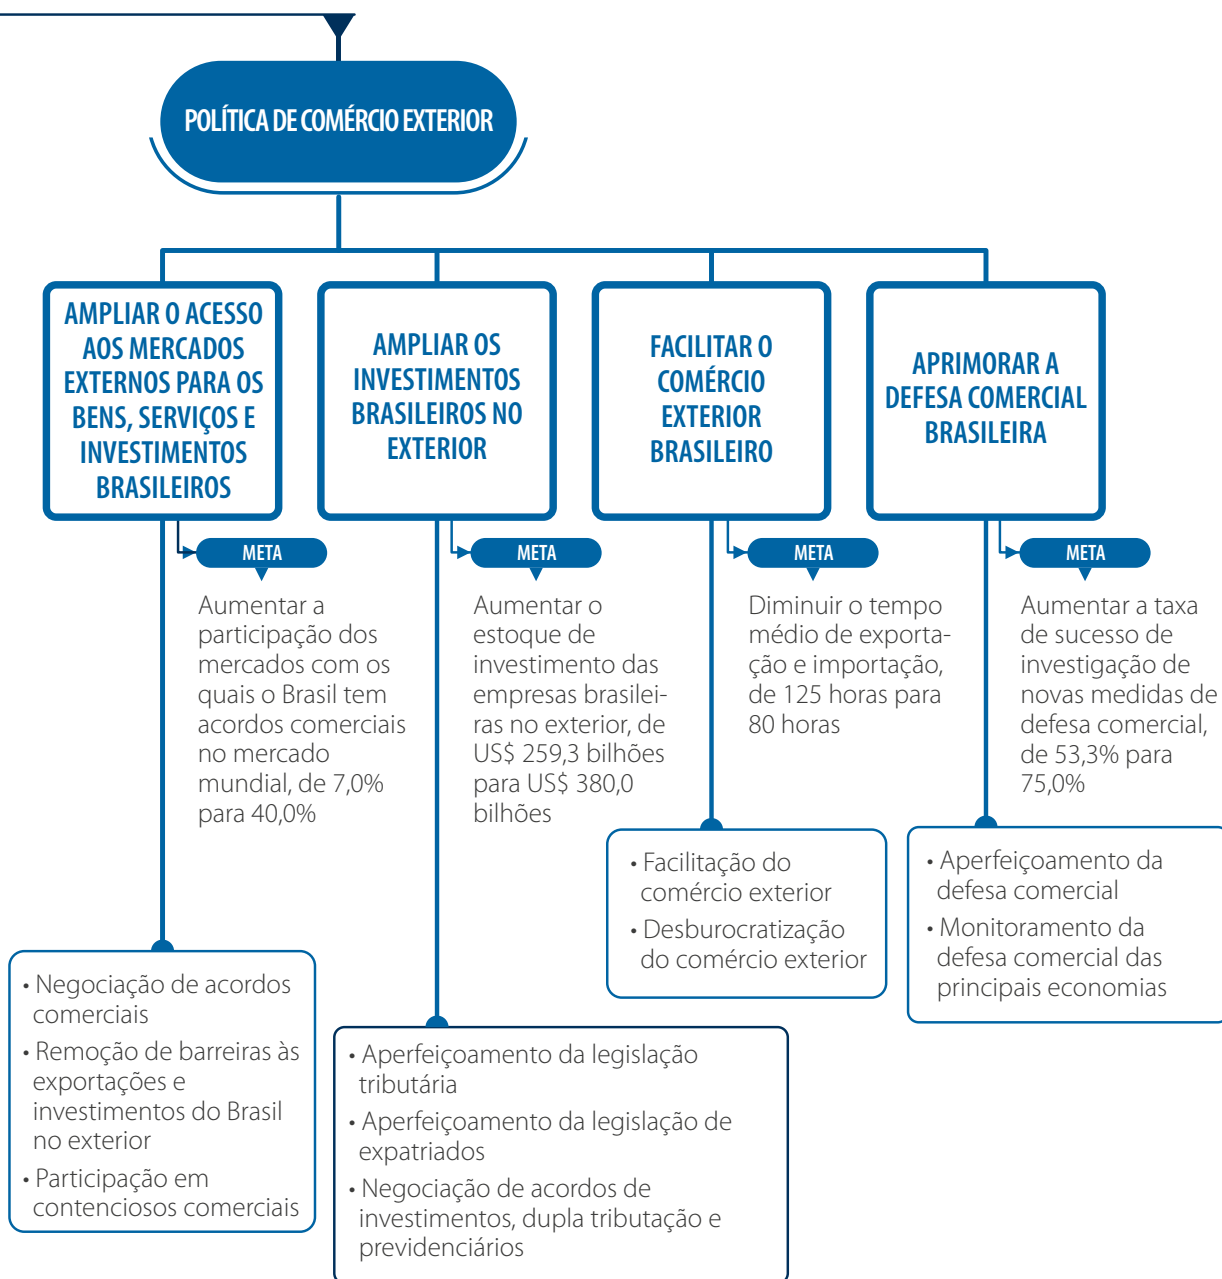 POLÍTICA DE COMÉRCIO EXTERIOR
AMPLIAR O ACESSO
AOS MERCADOS
EXTERNOS PARA OS
BENS, SERVIÇOS E
INVESTIMENTOS
BRASILEIROS
META
Aumentar a
participação dos
mercados com os
quais o Brasil tem
acordos comerciais
no mercado
mundial, de 7,0%
para 40,0%
• Negociação de acordos
comerciais
• Remoção de barreiras às
exportações e
investimentos do Brasil
no exterior
• Participação em
contenciosos comerciais
AMPLIAR OS
INVESTIMENTOS
BRASILEIROS NO
EXTERIOR
META
Aumentar o
estoque de
investimento das
empresas brasilei-
ras no exterior, de
US$ 259,3 bilhões
para US$ 380,0
bilhões
• Aperfeiçoamento da legislação
tributária
• Aperfeiçoamento da legislação de
expatriados
• Negociação de acordos de
investimentos, dupla tributação e
previdenciários
FACILITAR O
COMÉRCIO
EXTERIOR
BRASILEIRO
META
Diminuir o tempo
médio de exporta-
ção e importação,
de 125 horas para
80 horas
• Facilitação do
comércio exterior
• Desburocratização
do comércio exterior
APRIMORAR A
DEFESA COMERCIAL
BRASILEIRA
META
Aumentar a taxa
de sucesso de
investigação de
novas medidas de
defesa comercial,
de 53,3% para
75,0%
• Aperfeiçoamento da
defesa comercial
• Monitoramento da
defesa comercial das
principais economias